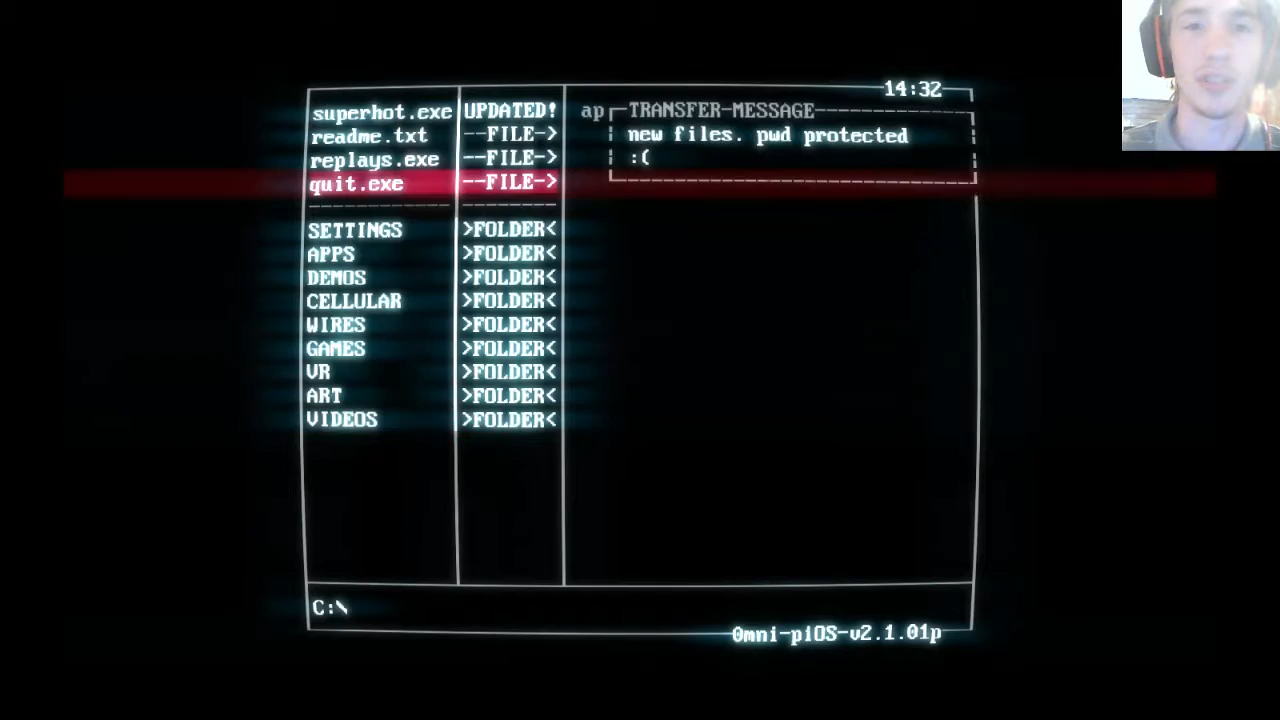 14:32
superhot.exe UPDATED! ap TRANSFER-MESSAGE
readme.txt --FILE-> new files. pwd protected
replays.exe --FILE-> :(
quit.exe --FILE->
SETTINGS >FOLDER<
APPS >FOLDER<
DEMOS >FOLDER<
CELLULAR >FOLDER<
WIRES >FOLDER<
GAMES >FOLDER<
VR >FOLDER<
ART >FOLDER<
VIDEOS >FOLDER<
C:\
0mni-piOS-v2.1.01p